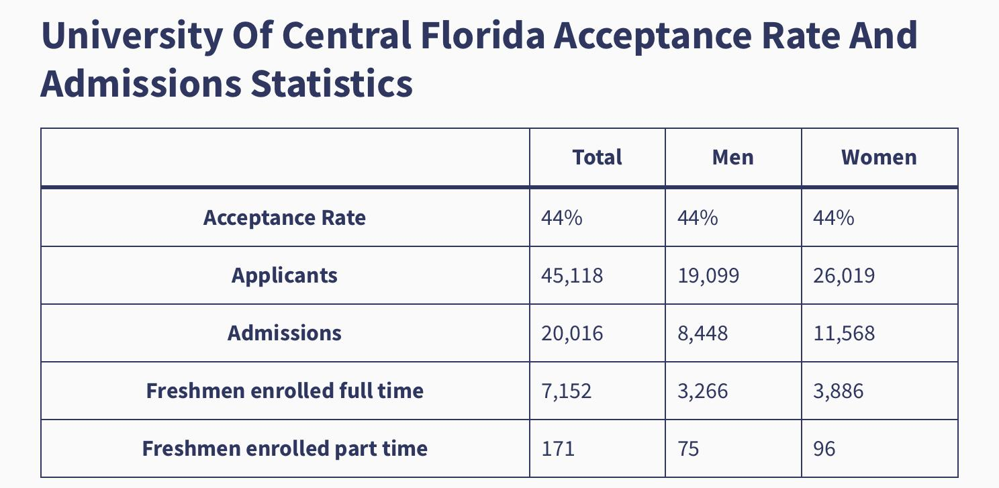 University Of Central Florida Acceptance Rate And
Admissions Statistics
Total Men Women
Acceptance Rate 44% 44% 44%
Applicants 45,118 19,099 26,019
Admissions 20,016 8,448 11,568
Freshmen enrolled full time 7,152 3,266 3,886
Freshmen enrolled part time 171 75 96